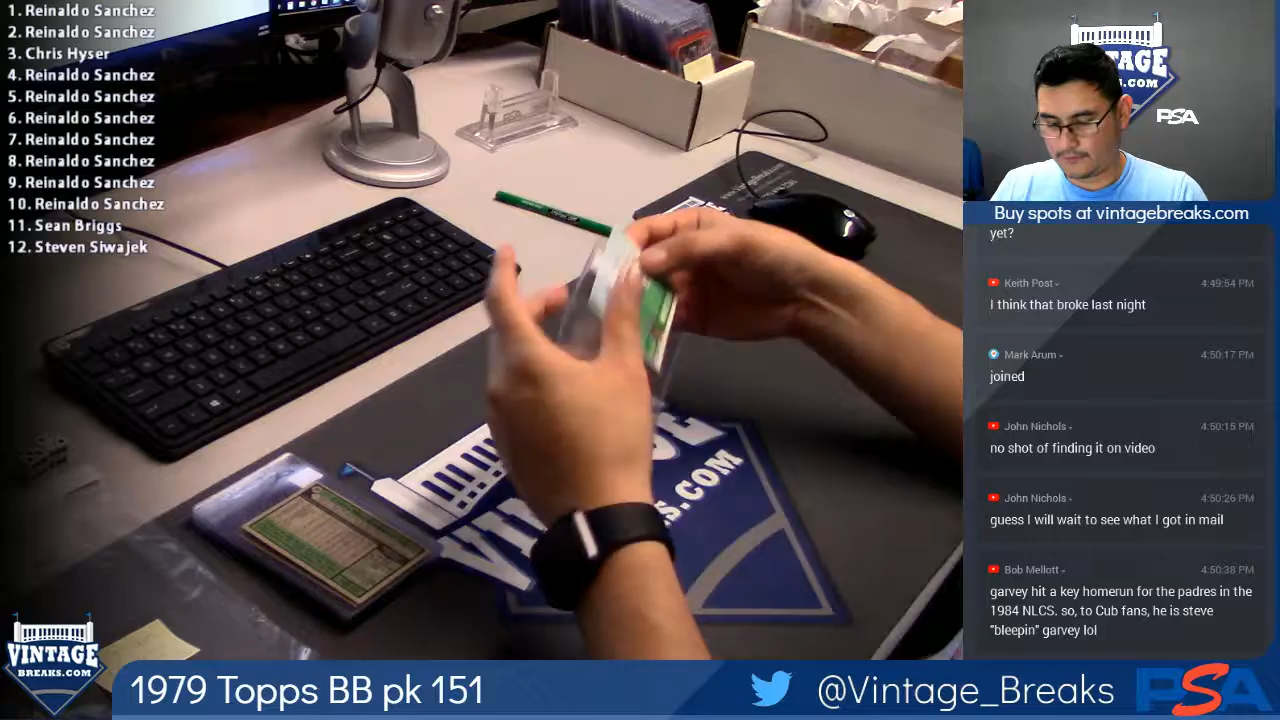 1. Reinaldo Sanchez
2. Reinaldo Sanchez
3. Chris Hyser
4. Reinaldo Sanchez
5. Reinaldo Sanchez
6. Reinaldo Sanchez
7. Reinaldo Sanchez
8. Reinaldo Sanchez
9. Reinaldo Sanchez
10. Reinaldo Sanchez
11. Sean Briggs
12. Steven Siwajek
TAGE
PSA
Buy spots at vintagebreaks.com
yet?
Keith Post
4:49:54 PM
I think that broke last night
Mark Arum
4:50:17 PM
joined
John Nichols
4:50:15 PM
no shot of finding it on video
John Nichols
4:50:26 PM
guess I will wait to see what I got in mail
Bob Mellott
4:50:38 PM
garvey hit a key homerun for the padres in the
1984 NLCS. so, to Cub fans, he is steve
"bleepin" garvey lol
VINTAGE
BREAKS.COM
1979 Topps BB pk 151
@Vintage_Breaks
PSA